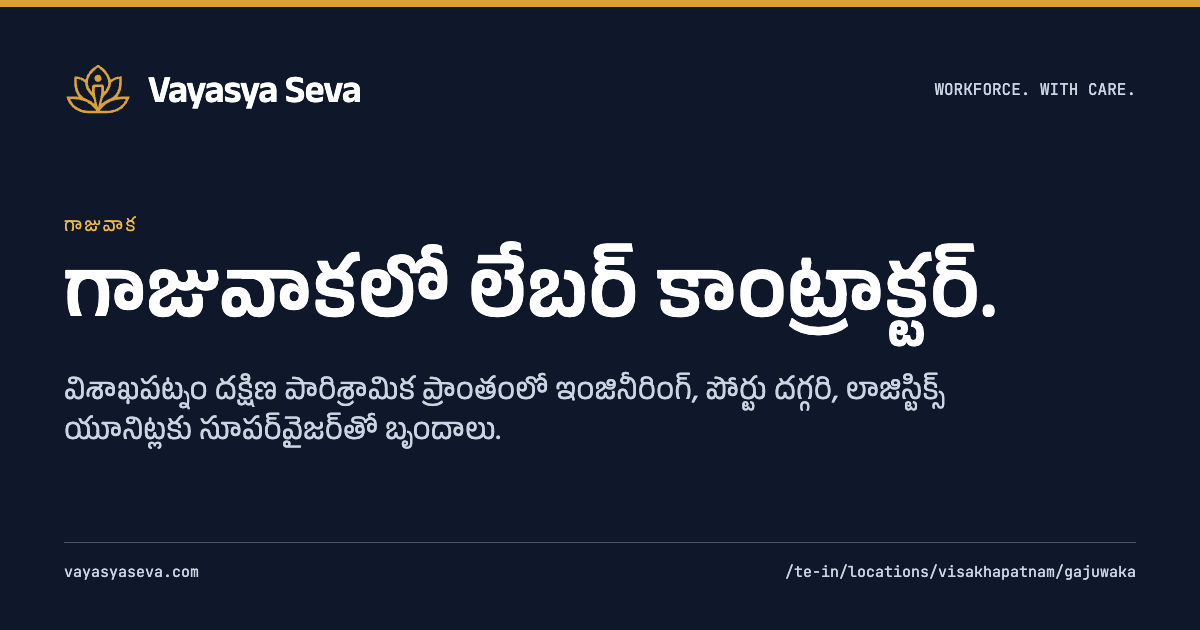 Vayasya Seva
WORKFORCE. WITH CARE.
గాజువాక
గాజువాకలో లేబర్ కాంట్రాక్టర్.
విశాఖపట్నం దక్షిణ పారిశ్రామిక ప్రాంతంలో ఇంజినీరింగ్, పోర్టు దగ్గరి, లాజిస్టిక్స్
యూనిట్లకు సూపర్‌వైజర్‌తో బృందాలు.
vayasyaseva.com
/te-in/locations/visakhapatnam/gajuwaka